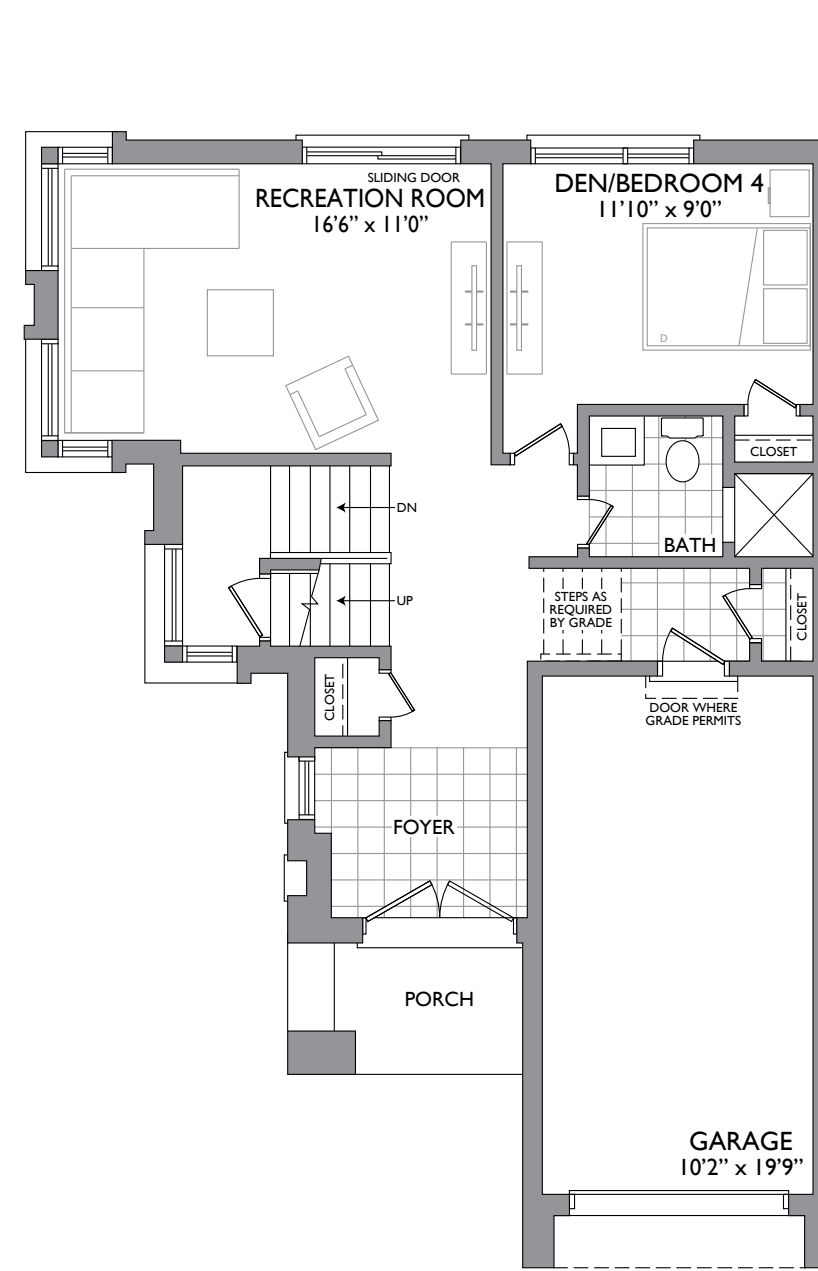 SLIDING DOOR
RECREATION ROOM
16'6" x 11'0"
DEN/BEDROOM 4
11'10" x 9'0"
D
CLOSET
DN
BATH
UP
STEPS AS
REQUIRED
BY GRADE
CLOSET
CLOSET
DOOR WHERE
GRADE PERMITS
FOYER
PORCH
GARAGE
10'2" x 19'9"